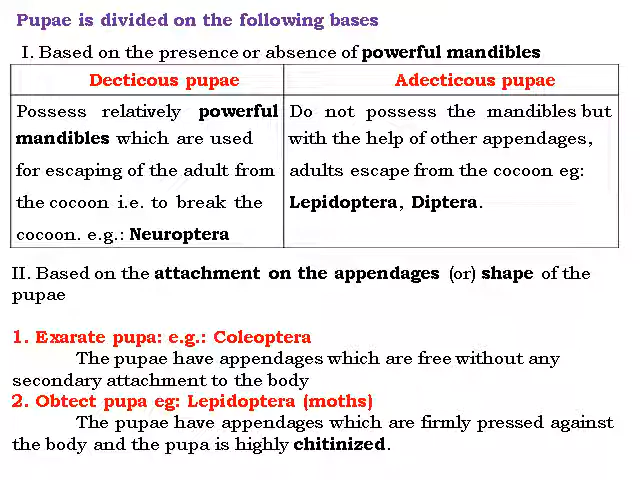 Pupae is divided on the following bases
I. Based on the presence or absence of powerful mandibles
Decticous pupae
Adecticous pupae
Possess relatively powerful
mandibles which are used
for escaping of the adult from
the cocoon i.e. to break the
cocoon. e.g.: Neuroptera
Do not possess the mandibles but
with the help of other appendages,
adults escape from the cocoon eg:
Lepidoptera, Diptera.
II. Based on the attachment on the appendages (or) shape of the
pupae
1. Exarate pupa: e.g.: Coleoptera
The pupae have appendages which are free without any
secondary attachment to the body
2. Obtect pupa eg: Lepidoptera (moths)
The pupae have appendages which are firmly pressed against
the body and the pupa is highly chitinized.